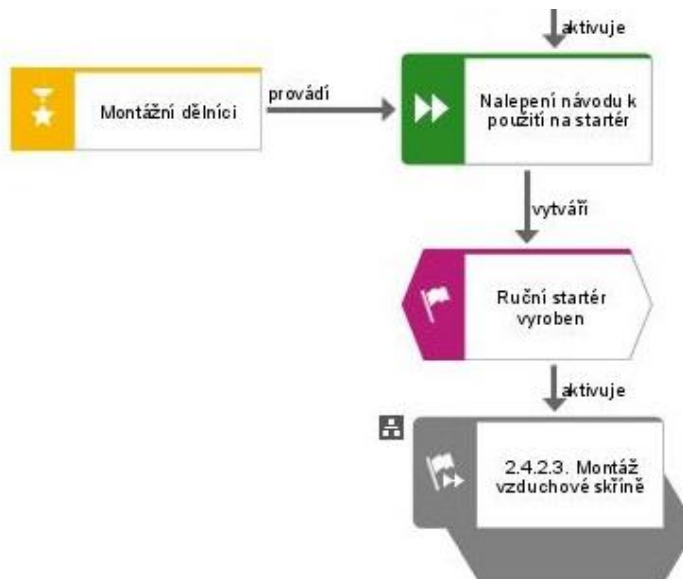 aktivuje
Montážní dělníci
provádí
Nalepení návodu k
použití na startér
vytváří
Ruční startér
vyroben
aktivuje
2.4.2.3. Montáž
vzduchové skříně